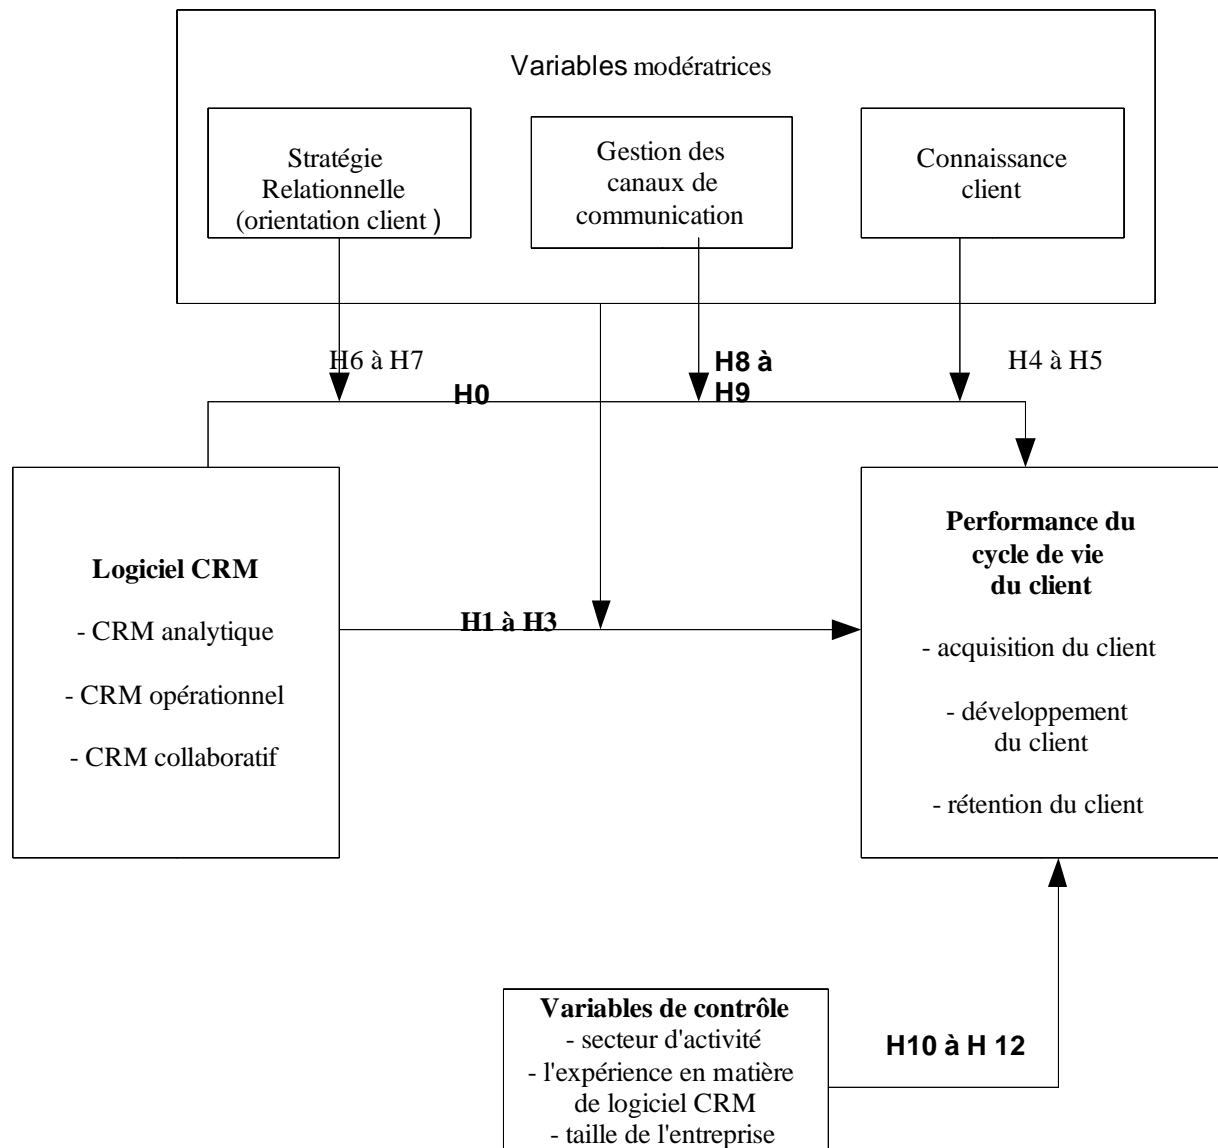 Variables modératrices
Stratégie
Relationnelle
(orientation client )
Gestion des
canaux de
communication
Connaissance
client
H6 à H7
H8 à
H9
H4 à H5
H0
Logiciel CRM
- CRM analytique
- CRM opérationnel
- CRM collaboratif
H1 à H3
Performance du
cycle de vie
du client
- acquisition du client
- développement
du client
- rétention du client
Variables de contrôle
- secteur d'activité
- l'expérience en matière
de logiciel CRM
- taille de l'entreprise
H10 à H 12